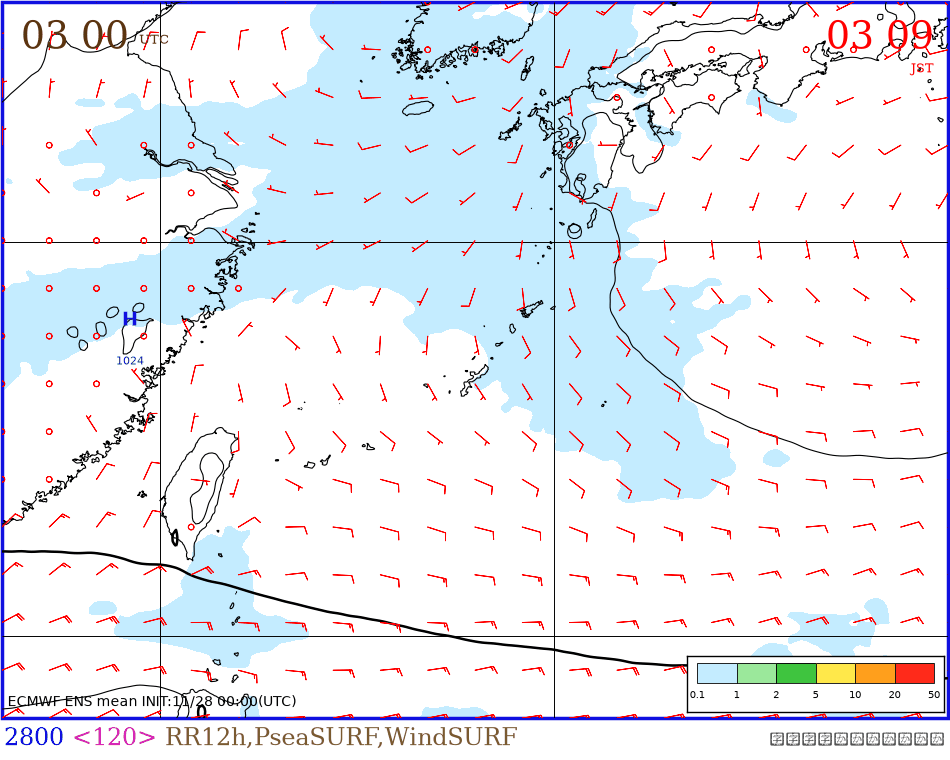 03 00 UTC
03 09 JST
H
1024
0.1 1 2 5 10 20 50
ECMWF ENS mean INIT:11/28 00:00(UTC)
2800 <120> RR12h,PseaSURF,WindSURF